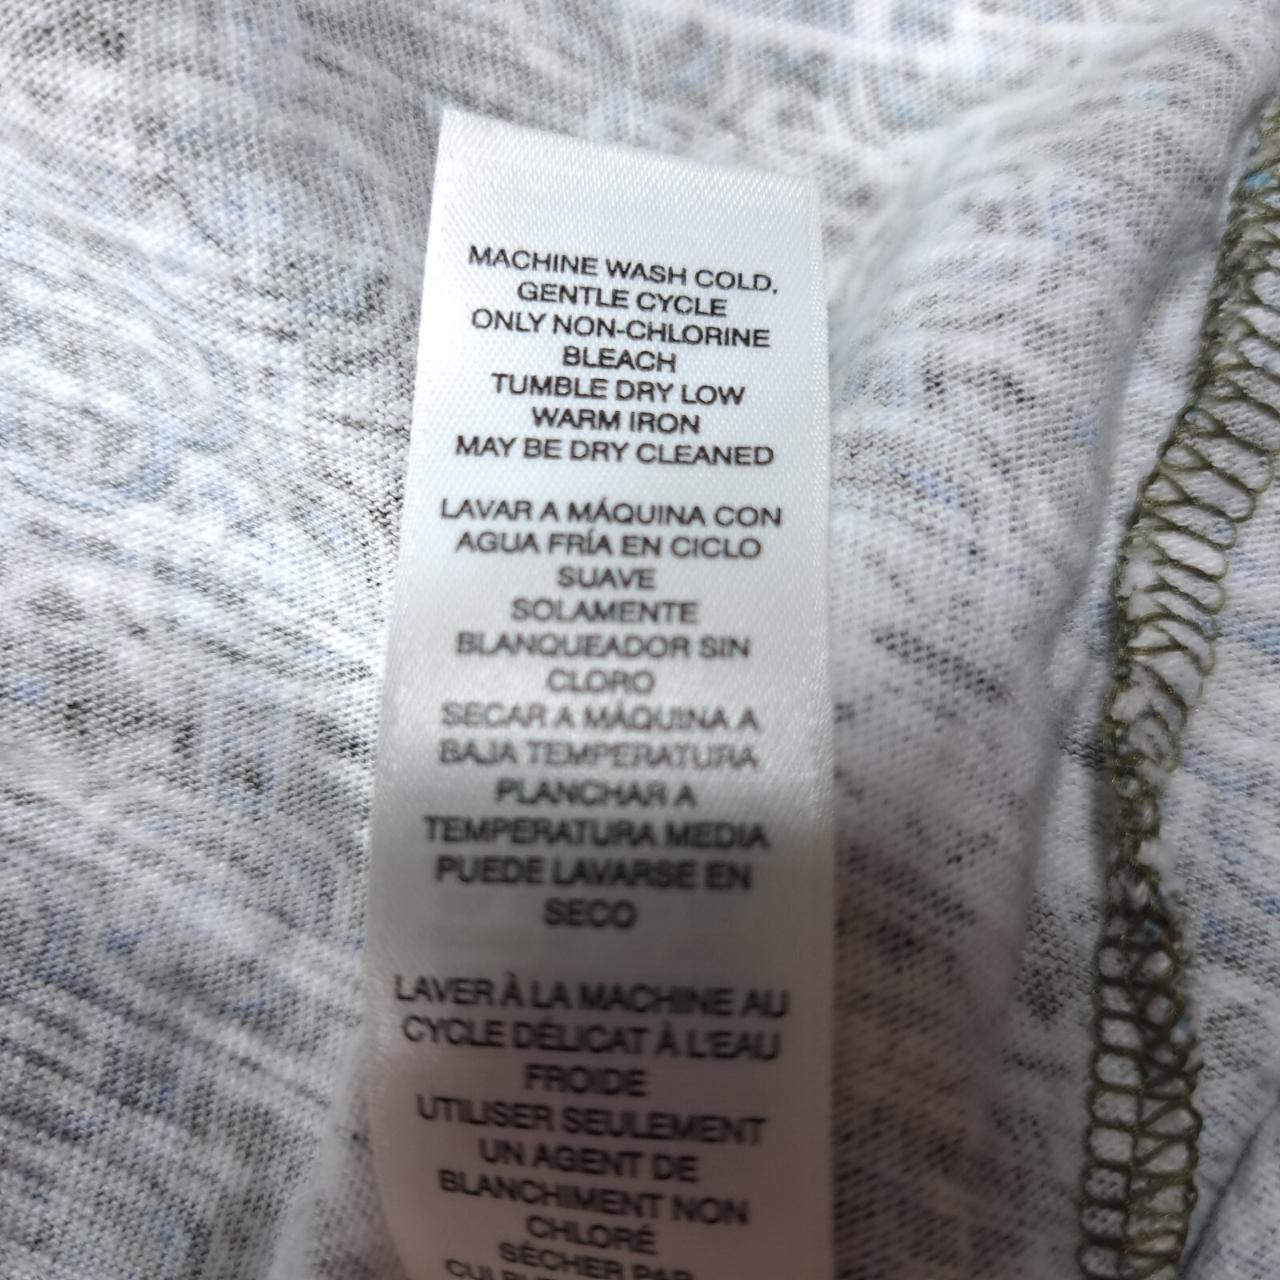 MACHINE WASH COLD,
GENTLE CYCLE
ONLY NON-CHLORINE
BLEACH
TUMBLE DRY LOW
WARM IRON
MAY BE DRY CLEANED
LAVAR A MÁQUINA CON
AGUA FRÍA EN CICLO
SUAVE
SOLAMENTE
BLANQUEADOR SIN
CLORO
SECAR A MÁQUINA A
BAJA TEMPERATURA
PLANCHAR A
TEMPERATURA MEDIA
PUEDE LAVARSE EN
SECO
LAVER À LA MACHINE AU
CYCLE DÉLICAT À L'EAU
FROIDE
UTILISER SEULEMENT
UN AGENT DE
BLANCHIMENT NON
CHLORÉ
SÉCHER PAR